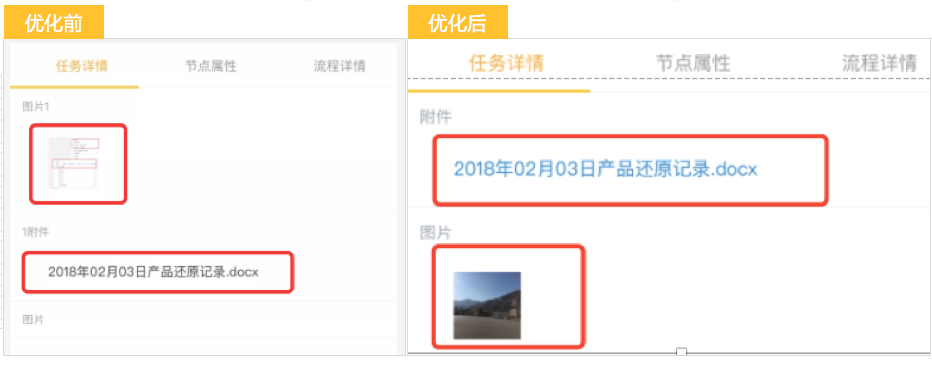 优化前
任务详情 节点属性 流程详情
图片1
1附件
2018年02月03日产品还原记录.docx
图片
优化后
任务详情 节点属性 流程详情
附件
2018年02月03日产品还原记录.docx
图片